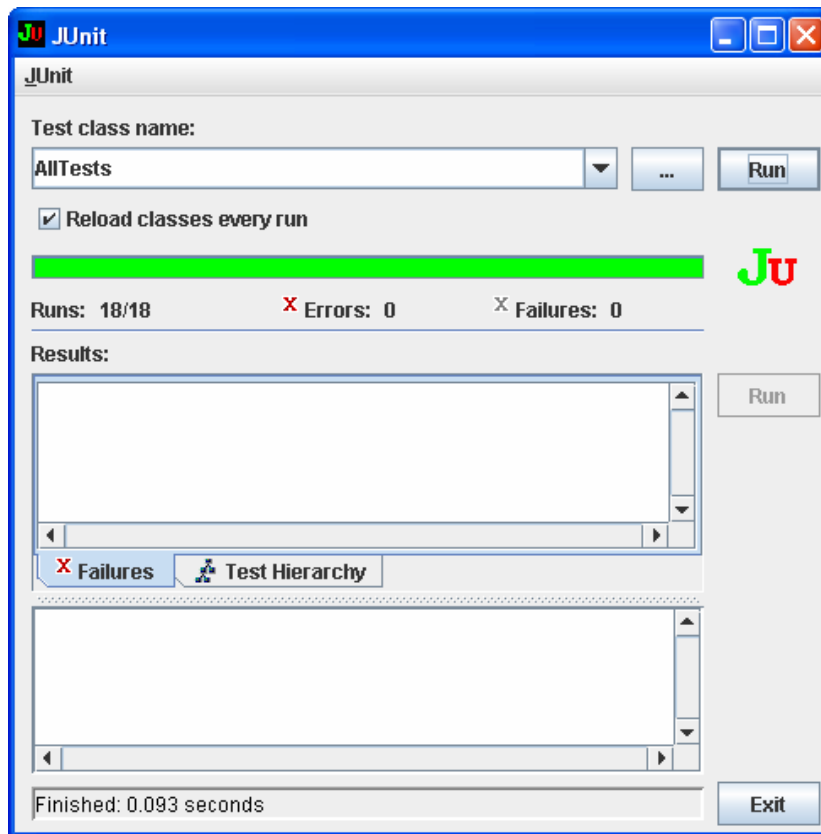 JU JUnit
JUnit
Test class name:
AllTests ... Run
Reload classes every run
JU
Runs: 18/18 X Errors: 0 X Failures: 0
Results:
Run
X Failures Test Hierarchy
Finished: 0.093 seconds Exit